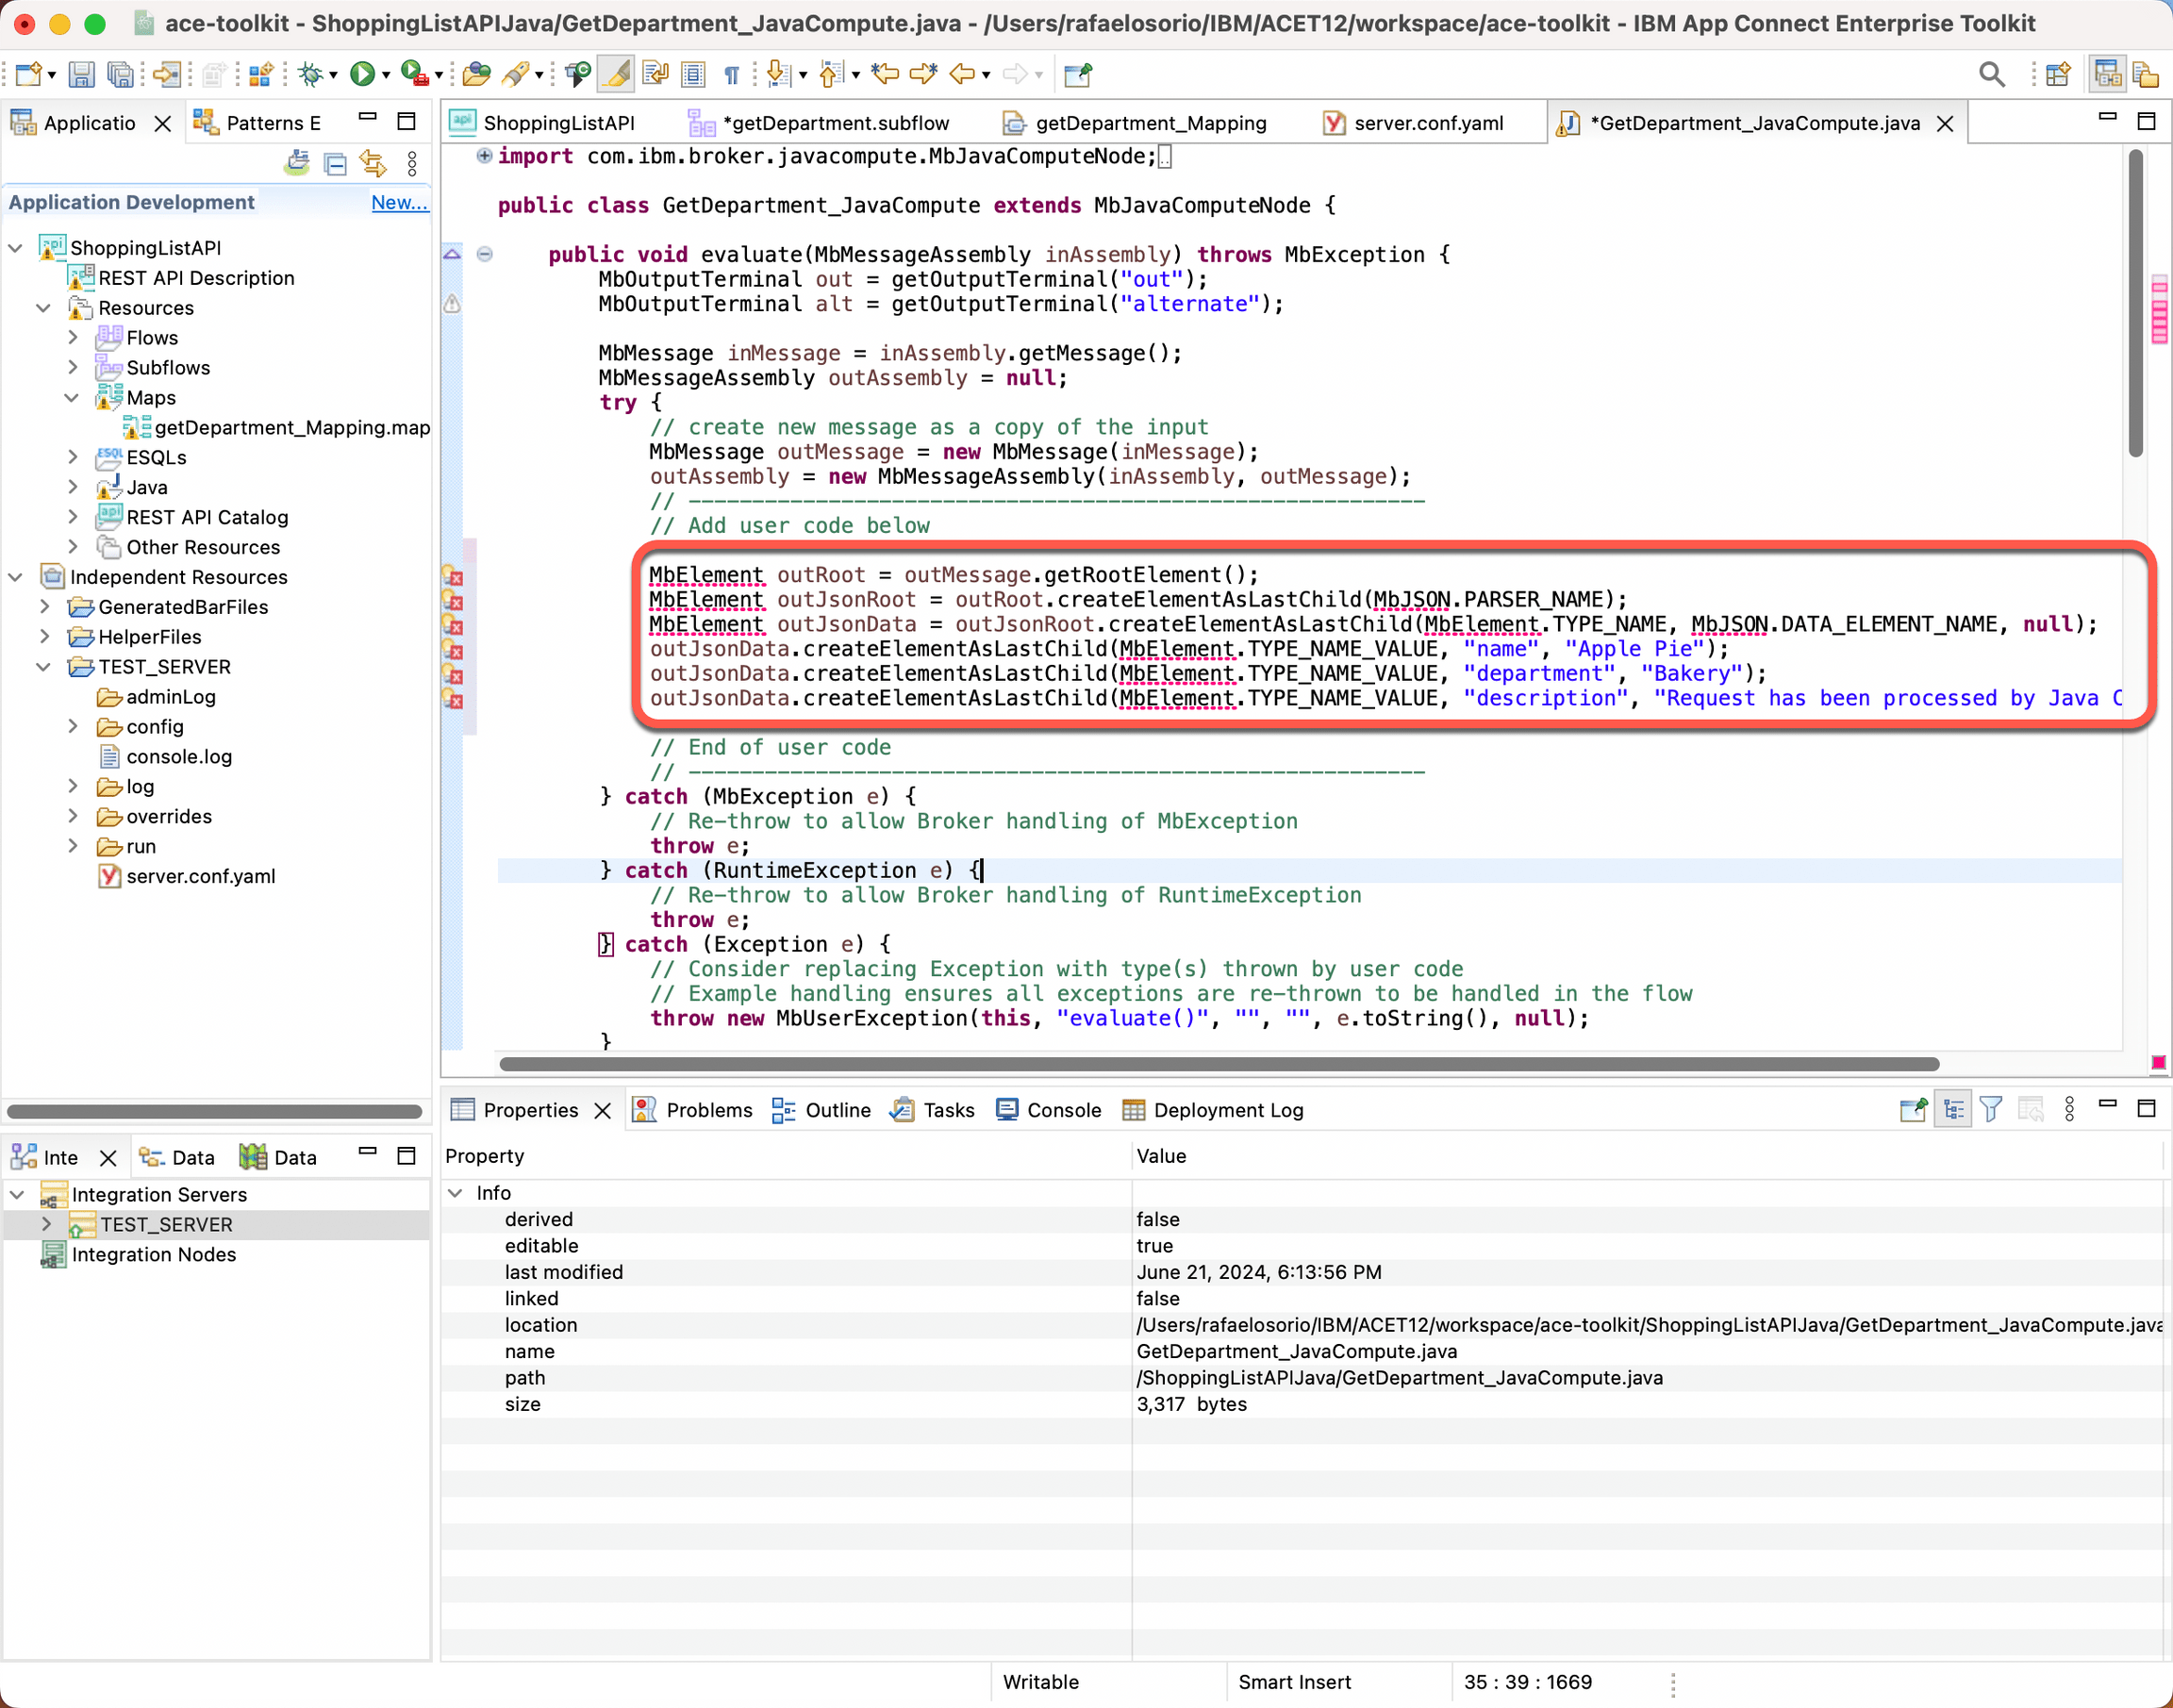 ace-toolkit - ShoppingListAPIJava/GetDepartment_JavaCompute.java - /Users/rafaelosorio/IBM/ACET12/workspace/ace-toolkit - IBM App Connect Enterprise Toolkit
Applicatio
Patterns E
Application Development
New...
ShoppingListAPI
REST API Description
Resources
Flows
Subflows
Maps
getDepartment_Mapping.map
ESQLs
Java
REST API Catalog
Other Resources
Independent Resources
GeneratedBarFiles
HelperFiles
TEST_SERVER
adminLog
config
console.log
log
overrides
run
server.conf.yaml
Inte
Data
Data
Integration Servers
TEST_SERVER
Integration Nodes
ShoppingListAPI
*getDepartment.subflow
getDepartment_Mapping
server.conf.yaml
*GetDepartment_JavaCompute.java
import com.ibm.broker.javacompute.MbJavaComputeNode;
public class GetDepartment_JavaCompute extends MbJavaComputeNode {
public void evaluate(MbMessageAssembly inAssembly) throws MbException {
MbOutputTerminal out = getOutputTerminal("out");
MbOutputTerminal alt = getOutputTerminal("alternate");
MbMessage inMessage = inAssembly.getMessage();
MbMessageAssembly outAssembly = null;
try {
// create new message as a copy of the input
MbMessage outMessage = new MbMessage(inMessage);
outAssembly = new MbMessageAssembly(inAssembly, outMessage);
// ----------------------------------------------------------
// Add user code below
MbElement outRoot = outMessage.getRootElement();
MbElement outJsonRoot = outRoot.createElementAsLastChild(MbJSON.PARSER_NAME);
MbElement outJsonData = outJsonRoot.createElementAsLastChild(MbElement.TYPE_NAME, MbJSON.DATA_ELEMENT_NAME, null);
outJsonData.createElementAsLastChild(MbElement.TYPE_NAME_VALUE, "name", "Apple Pie");
outJsonData.createElementAsLastChild(MbElement.TYPE_NAME_VALUE, "department", "Bakery");
outJsonData.createElementAsLastChild(MbElement.TYPE_NAME_VALUE, "description", "Request has been processed by Java C
// End of user code
// ----------------------------------------------------------
} catch (MbException e) {
// Re-throw to allow Broker handling of MbException
throw e;
} catch (RuntimeException e) {
// Re-throw to allow Broker handling of RuntimeException
throw e;
} catch (Exception e) {
// Consider replacing Exception with type(s) thrown by user code
// Example handling ensures all exceptions are re-thrown to be handled in the flow
throw new MbUserException(this, "evaluate()", "", "", e.toString(), null);
}
Properties
Problems
Outline
Tasks
Console
Deployment Log
Property Value
Info
derived false
editable true
last modified June 21, 2024, 6:13:56 PM
linked false
location /Users/rafaelosorio/IBM/ACET12/workspace/ace-toolkit/ShoppingListAPIJava/GetDepartment_JavaCompute.java
name GetDepartment_JavaCompute.java
path /ShoppingListAPIJava/GetDepartment_JavaCompute.java
size 3,317 bytes
Writable
Smart Insert
35 : 39 : 1669